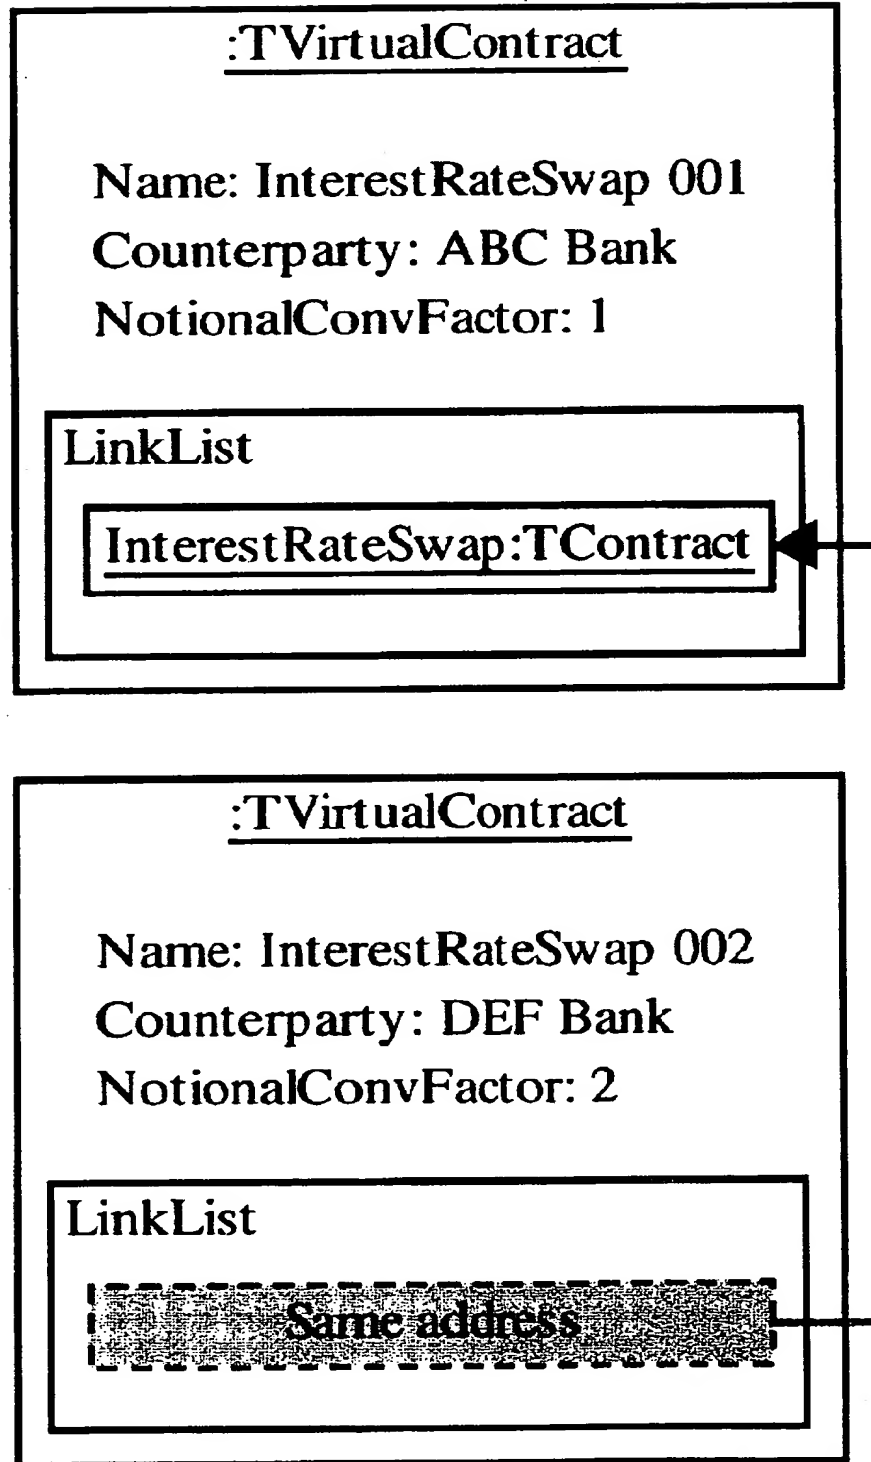 :TVirtualContract
Name: InterestRateSwap 001
Counterparty: ABC Bank
NotionalConvFactor: 1
LinkList
InterestRateSwap:TContract
:TVirtualContract
Name: InterestRateSwap 002
Counterparty: DEF Bank
NotionalConvFactor: 2
LinkList
Same address